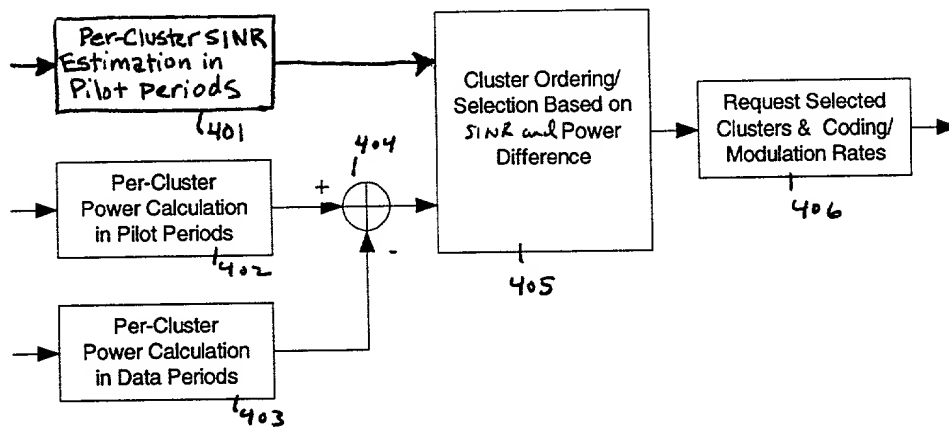 Per-Cluster SINR
Estimation in
Pilot Periods
401
Per-Cluster
Power Calculation
in Pilot Periods
402
Per-Cluster
Power Calculation
in Data Periods
403
+
404
-
Cluster Ordering/
Selection Based on
SINR and Power
Difference
405
Request Selected
Clusters & Coding/
Modulation Rates
406